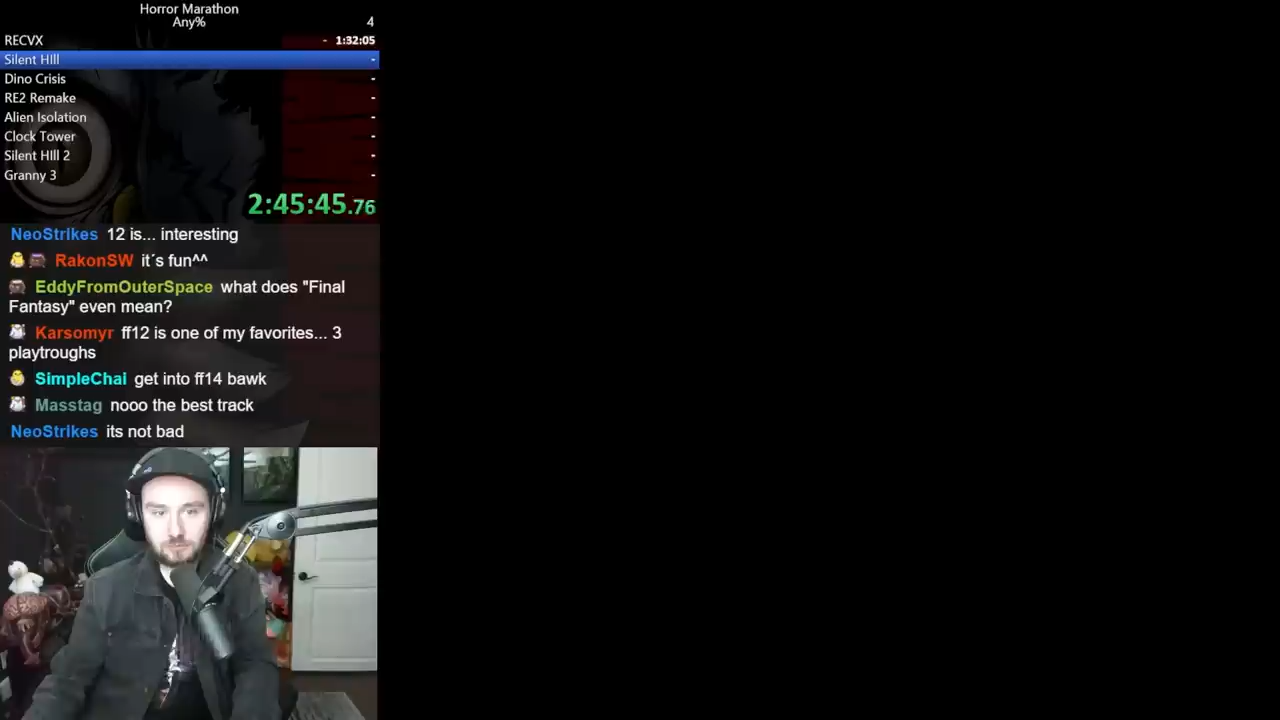 Horror Marathon
Any%
4
RECVX - 1:32:05
Silent HIll -
Dino Crisis -
RE2 Remake -
Alien Isolation -
Clock Tower -
Silent HIll 2 -
Granny 3 -
2:45:45.76
NeoStrikes 12 is... interesting
RakonSW it´s fun^^
EddyFromOuterSpace what does "Final
Fantasy" even mean?
Karsomyr ff12 is one of my favorites... 3
playtroughs
SimpleChai get into ff14 bawk
Masstag nooo the best track
NeoStrikes its not bad